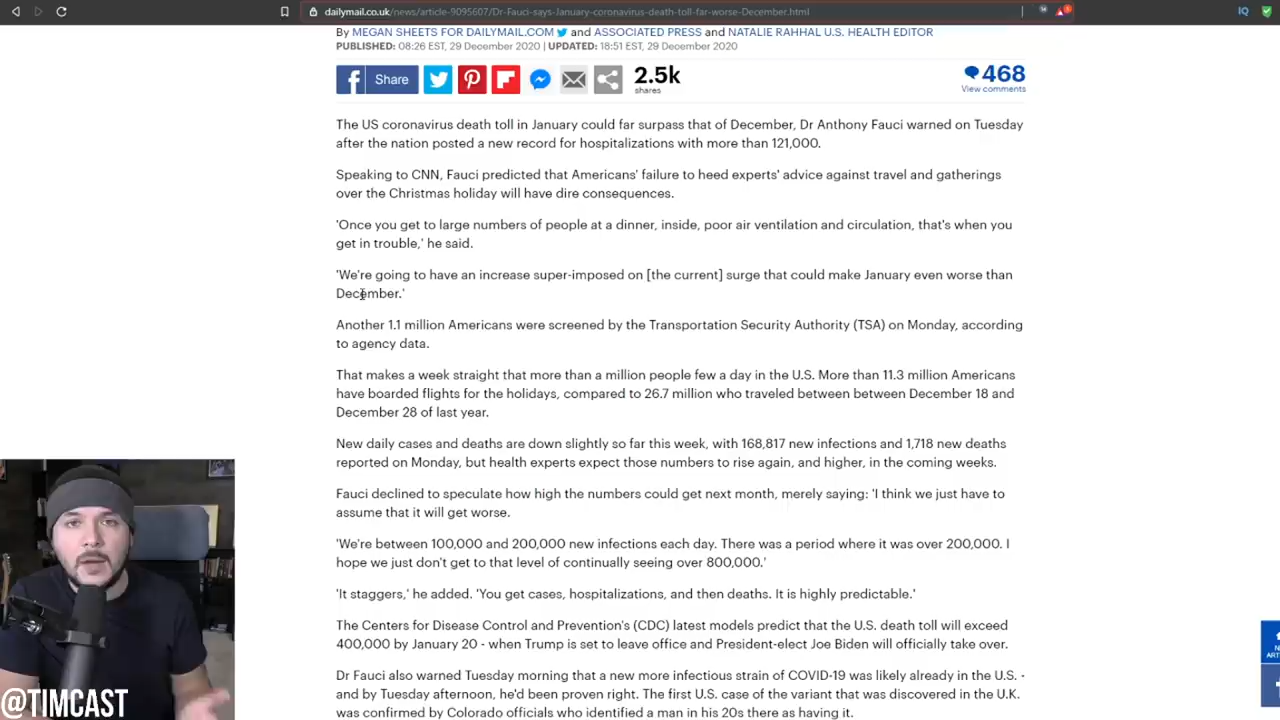 dailymail.co.uk/news/article-9095607/Dr-Fauci-says-January-coronavirus-death-toll-far-worse-December.html
IQ
By MEGAN SHEETS FOR DAILYMAIL.COM and ASSOCIATED PRESS and NATALIE RAHHAL U.S. HEALTH EDITOR
PUBLISHED: 08:26 EST, 29 December 2020 | UPDATED: 18:51 EST, 29 December 2020
Share
2.5k
shares
468
View comments
The US coronavirus death toll in January could far surpass that of December, Dr Anthony Fauci warned on Tuesday
after the nation posted a new record for hospitalizations with more than 121,000.
Speaking to CNN, Fauci predicted that Americans' failure to heed experts' advice against travel and gatherings
over the Christmas holiday will have dire consequences.
'Once you get to large numbers of people at a dinner, inside, poor air ventilation and circulation, that's when you
get in trouble,' he said.
'We're going to have an increase super-imposed on [the current] surge that could make January even worse than
December.'
Another 1.1 million Americans were screened by the Transportation Security Authority (TSA) on Monday, according
to agency data.
That makes a week straight that more than a million people few a day in the U.S. More than 11.3 million Americans
have boarded flights for the holidays, compared to 26.7 million who traveled between between December 18 and
December 28 of last year.
New daily cases and deaths are down slightly so far this week, with 168,817 new infections and 1,718 new deaths
reported on Monday, but health experts expect those numbers to rise again, and higher, in the coming weeks.
Fauci declined to speculate how high the numbers could get next month, merely saying: 'I think we just have to
assume that it will get worse.
'We're between 100,000 and 200,000 new infections each day. There was a period where it was over 200,000. I
hope we just don't get to that level of continually seeing over 800,000.'
'It staggers,' he added. 'You get cases, hospitalizations, and then deaths. It is highly predictable.'
The Centers for Disease Control and Prevention's (CDC) latest models predict that the U.S. death toll will exceed
400,000 by January 20 - when Trump is set to leave office and President-elect Joe Biden will officially take over.
Dr Fauci also warned Tuesday morning that a new more infectious strain of COVID-19 was likely already in the U.S. -
and by Tuesday afternoon, he'd been proven right. The first U.S. case of the variant that was discovered in the U.K.
was confirmed by Colorado officials who identified a man in his 20s there as having it.
@TIMCAST